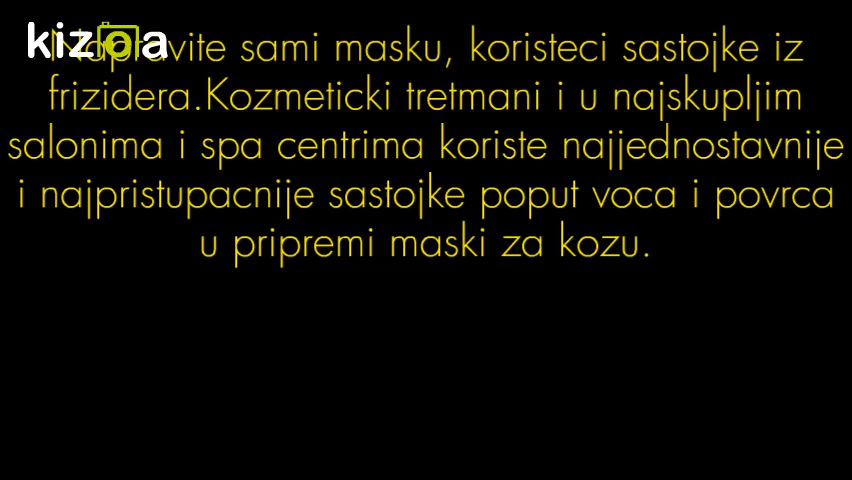 kizoa
Napravite sami masku, koristeci sastojke iz
frizidera.Kozmeticki tretmani i u najskupljim
salonima i spa centrima koriste najjednostavnije
i najpristupacnije sastojke poput voca i povrca
u pripremi maski za kozu.